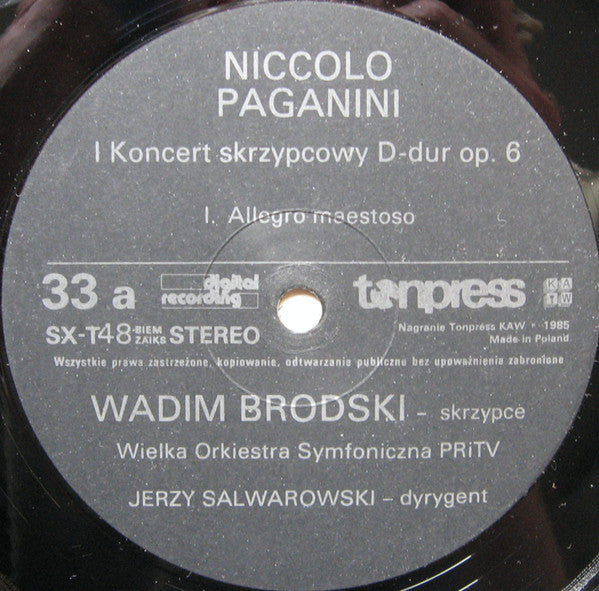 NICCOLO
PAGANINI
I Koncert skrzypcowy D-dur op. 6
I. Allegro maestoso
33 a digital recording tonpress KAW
SX-T48 BIEM ZAIKS STEREO
Nagranie Tonpress KAW ℗ 1985
Made in Poland
Wszystkie prawa zastrzeżone, kopiowanie, odtwarzanie publiczne bez upoważnienia zabronione
WADIM BRODSKI – skrzypce
Wielka Orkiestra Symfoniczna PRiTV
JERZY SALWAROWSKI – dyrygent